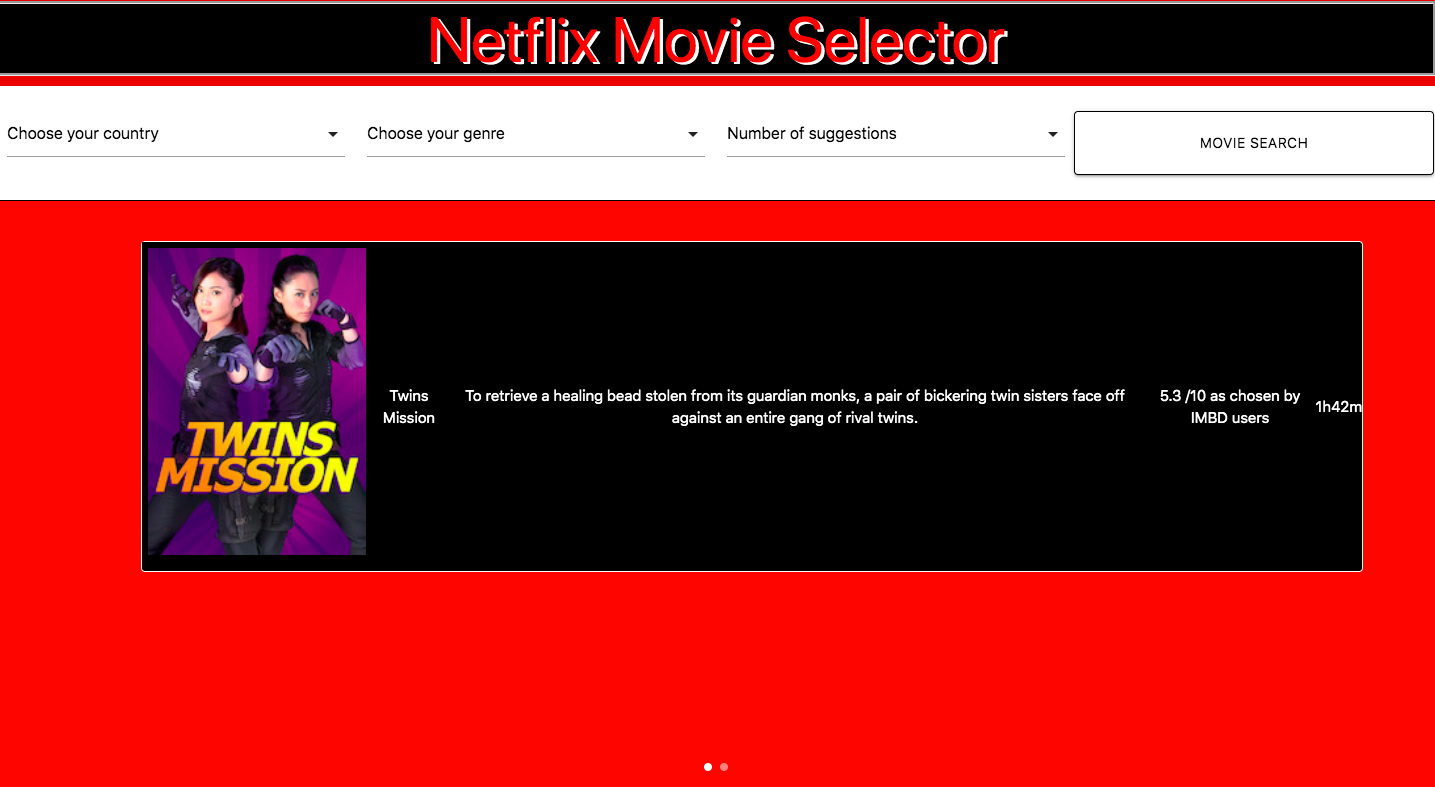 Netflix Movie Selector
Choose your country
Choose your genre
Number of suggestions
MOVIE SEARCH
TWINS
MISSION
Twins
Mission
To retrieve a healing bead stolen from its guardian monks, a pair of bickering twin sisters face off
against an entire gang of rival twins.
5.3 /10 as chosen by
IMBD users
1h42m